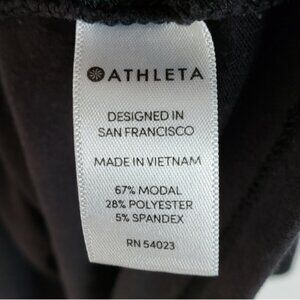 ATHLETA
DESIGNED IN
SAN FRANCISCO
MADE IN VIETNAM
67% MODAL
28% POLYESTER
5% SPANDEX
RN 54023